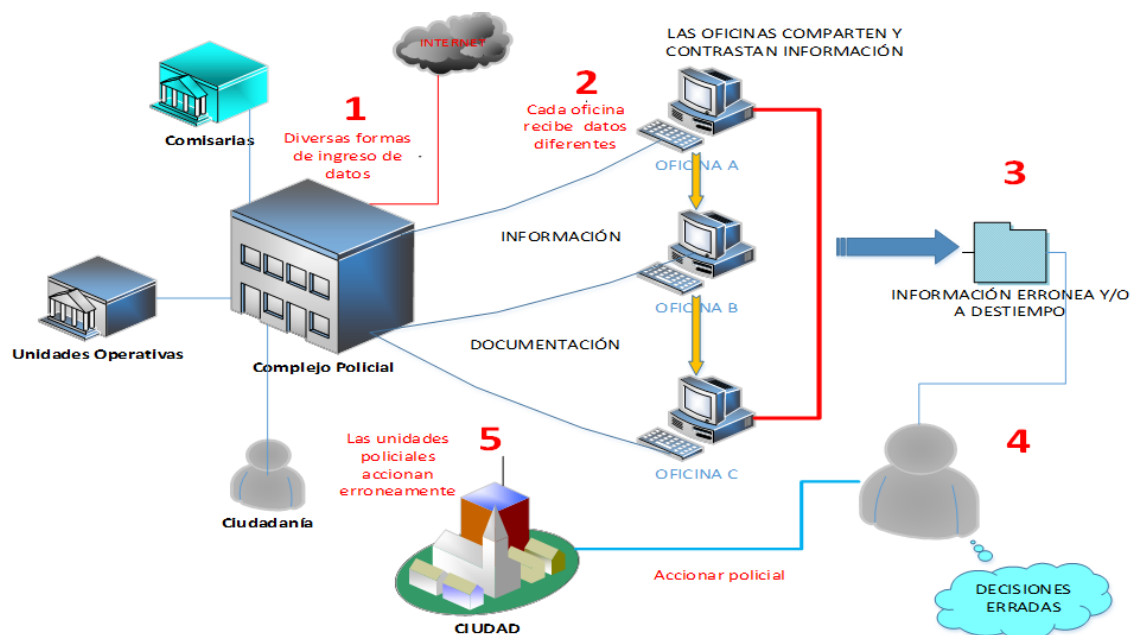 INTERNET
LAS OFICINAS COMPARTEN Y
CONTRASTAN INFORMACIÓN
1
Diversas formas
de ingreso de
datos
2
Cada oficina
recibe datos
diferentes
Comisarias
OFICINA A
3
INFORMACIÓN
Unidades Operativas
Complejo Policial
OFICINA B
INFORMACIÓN ERRONEA Y/O
A DESTIEMPO
DOCUMENTACIÓN
5
Las unidades
policiales
accionan
erroneamente
OFICINA C
4
Ciudadanía
Accionar policial
DECISIONES
ERRADAS
CIUDAD